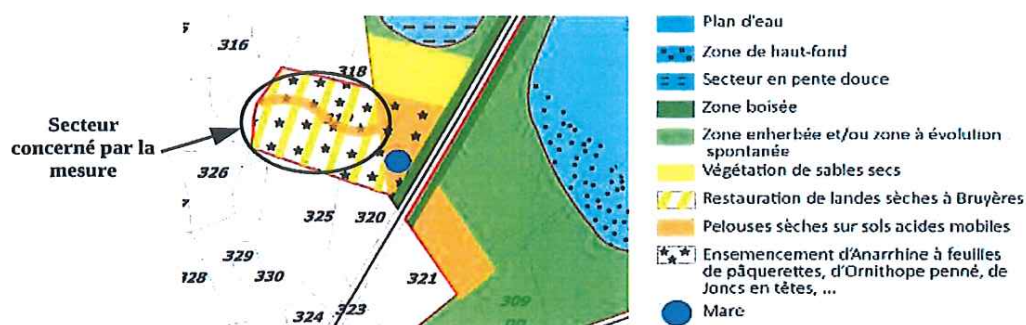 316
318
Secteur
concerné par la
mesure
326
325
320
329
328
330
321
323
324
309
Plan d'eau
Zone de haut-fond
Secteur en pente douce
Zone boisée
Zone enherbée et/ou zone à évolution
spontanée
Végétation de sables secs
Restauration de landes sèches à Bruyères
Pelouses sèches sur sols acides mobiles
Ensemencement d'Anarrhine à feuilles
de pâquerettes, d'Ornithope penné, de
Joncs en têtes, ...
Mare